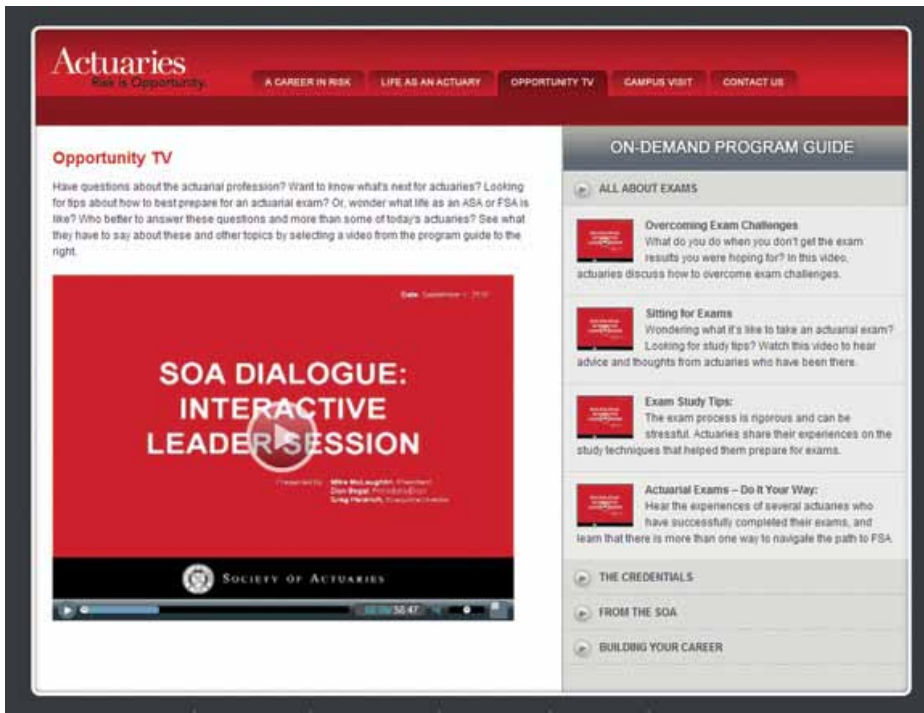 Actuaries
Risk is Opportunity.
A CAREER IN RISK
LIFE AS AN ACTUARY
OPPORTUNITY TV
CAMPUS VISIT
CONTACT US
Opportunity TV
Have questions about the actuarial profession? Want to know what's next for actuaries? Looking
for tips about how to best prepare for an actuarial exam? Or, wonder what life as an ASA or FSA is
like? Who better to answer these questions and more than some of today's actuaries? See what
they have to say about these and other topics by selecting a video from the program guide to the
right.
Date:
SOA DIALOGUE:
INTERACTIVE
LEADER SESSION
Presented by: Mike McLaughlin, President
SOCIETY OF ACTUARIES
50:47
ON-DEMAND PROGRAM GUIDE
ALL ABOUT EXAMS
Overcoming Exam Challenges
What do you do when you don't get the exam
results you were hoping for? In this video,
actuaries discuss how to overcome exam challenges.
Sitting for Exams
Wondering what it's like to take an actuarial exam?
Looking for study tips? Watch this video to hear
advice and thoughts from actuaries who have been there.
Exam Study Tips:
The exam process is rigorous and can be
stressful. Actuaries share their experiences on the
study techniques that helped them prepare for exams.
Actuarial Exams – Do It Your Way:
Hear the experiences of several actuaries who
have successfully completed their exams, and
learn that there is more than one way to navigate the path to FSA
THE CREDENTIALS
FROM THE SOA
BUILDING YOUR CAREER